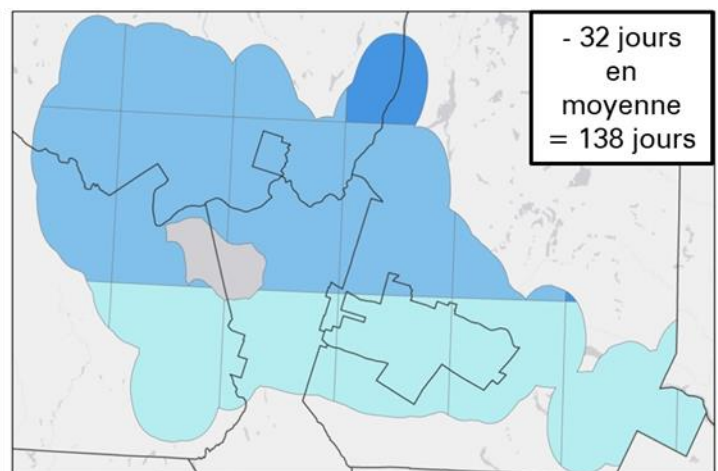 - 32 jours
en
moyenne
= 138 jours